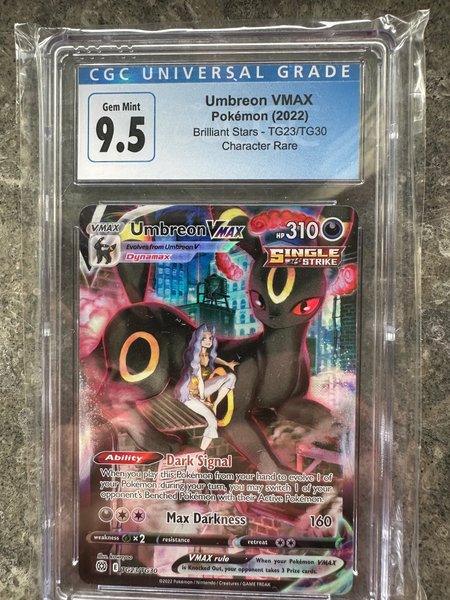 CGC UNIVERSAL GRADE
Gem Mint
9.5
Umbreon VMAX
Pokémon (2022)
Brilliant Stars - TG23/TG30
Character Rare
VMAX
Umbreon VMAX
HP 310
Evolves from Umbreon V
Dynamax
SINGLE
STRIKE
Ability
Dark Signal
When you play this Pokémon from your hand to evolve 1 of
your Pokémon during your turn, you may switch 1 of your
opponent's Benched Pokémon with their Active Pokémon.
Max Darkness 160
weakness ×2 resistance retreat
VMAX rule
When your Pokémon VMAX
is Knocked Out, your opponent takes 3 Prize cards.
TG23/TG30
©2022 Pokémon / Nintendo / Creatures / GAME FREAK